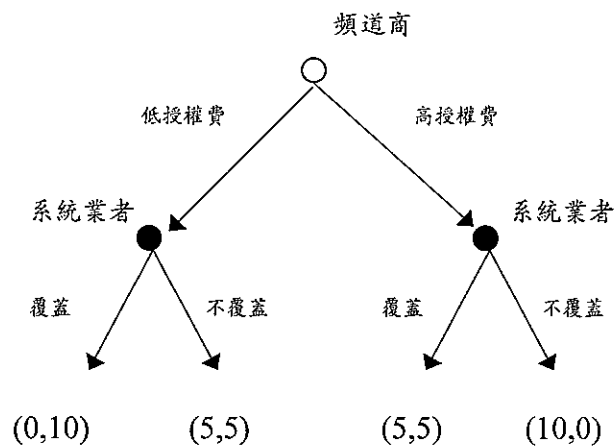 頻道商
低授權費 高授權費
系統業者 系統業者
覆蓋 不覆蓋 覆蓋 不覆蓋
(0,10) (5,5) (5,5) (10,0)